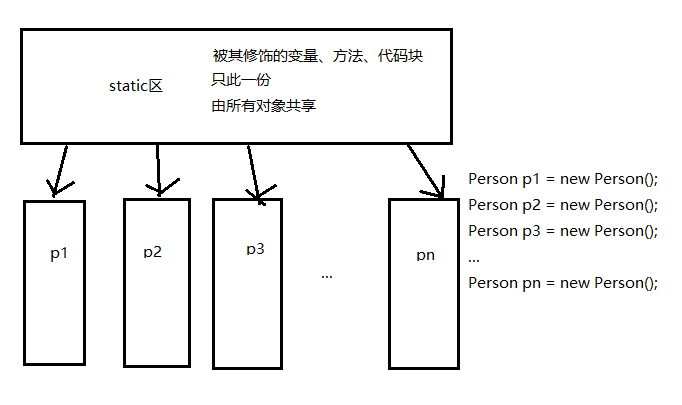 被其修饰的变量、方法、代码块
static区
只此一份
由所有对象共享
Person p1 = new Person();
Person p2 = new Person();
Person p3 = new Person();
...
Person pn = new Person();
p1
p2
p3
...
pn